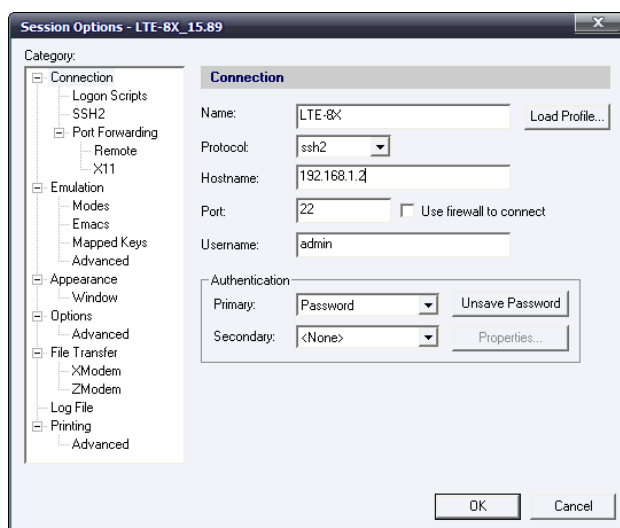 Session Options - LTE-8X_15.89
x
Category:
Connection
Logon Scripts
SSH2
Port Forwarding
Remote
X11
Emulation
Modes
Emacs
Mapped Keys
Advanced
Appearance
Window
Options
Advanced
File Transfer
XModem
ZModem
Log File
Printing
Advanced
Connection
Name: LTE-8X Load Profile...
Protocol: ssh2
Hostname: 192.168.1.2
Port: 22 Use firewall to connect
Username: admin
Authentication
Primary: Password Unsave Password
Secondary: <None> Properties...
OK Cancel